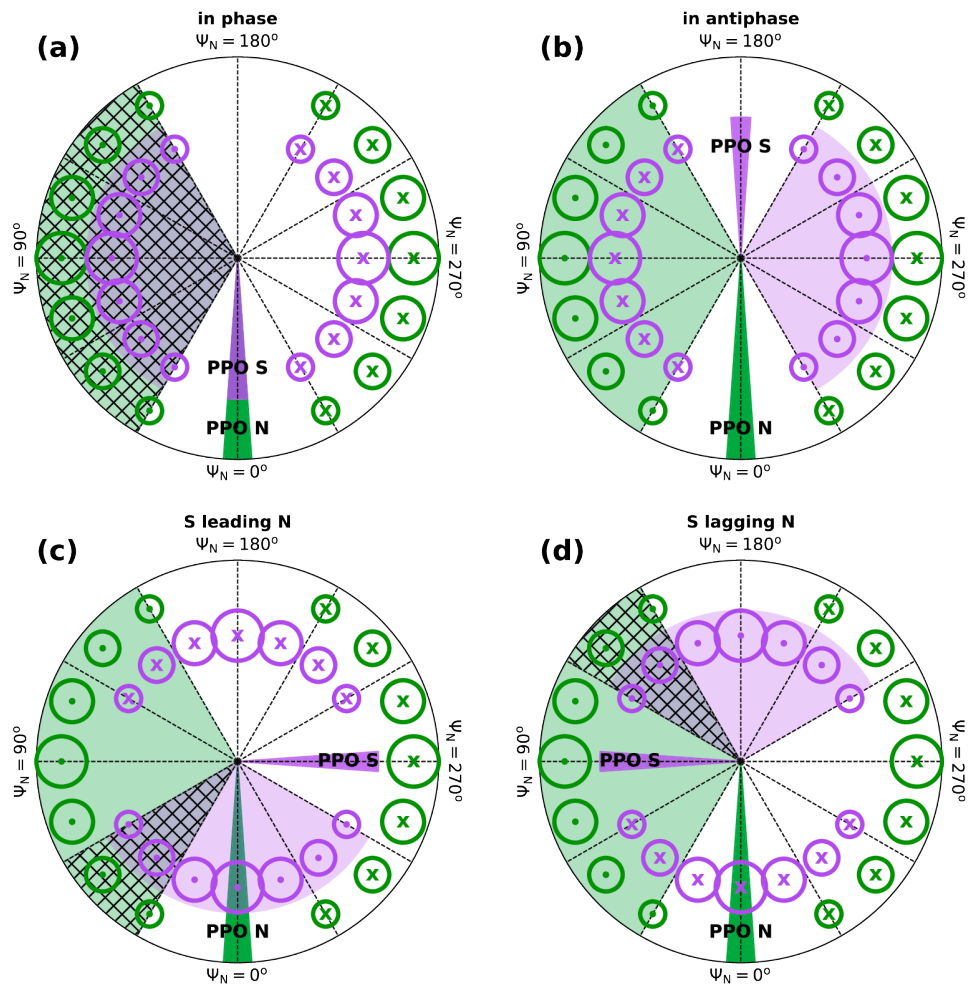 in phase
(a)
Ψ_N = 180°
Ψ_N = 90°
Ψ_N = 270°
PPO S
PPO N
Ψ_N = 0°
in antiphase
(b)
Ψ_N = 180°
Ψ_N = 90°
Ψ_N = 270°
PPO S
PPO N
Ψ_N = 0°
S leading N
(c)
Ψ_N = 180°
Ψ_N = 90°
Ψ_N = 270°
PPO S
PPO N
Ψ_N = 0°
S lagging N
(d)
Ψ_N = 180°
Ψ_N = 90°
Ψ_N = 270°
PPO S
PPO N
Ψ_N = 0°